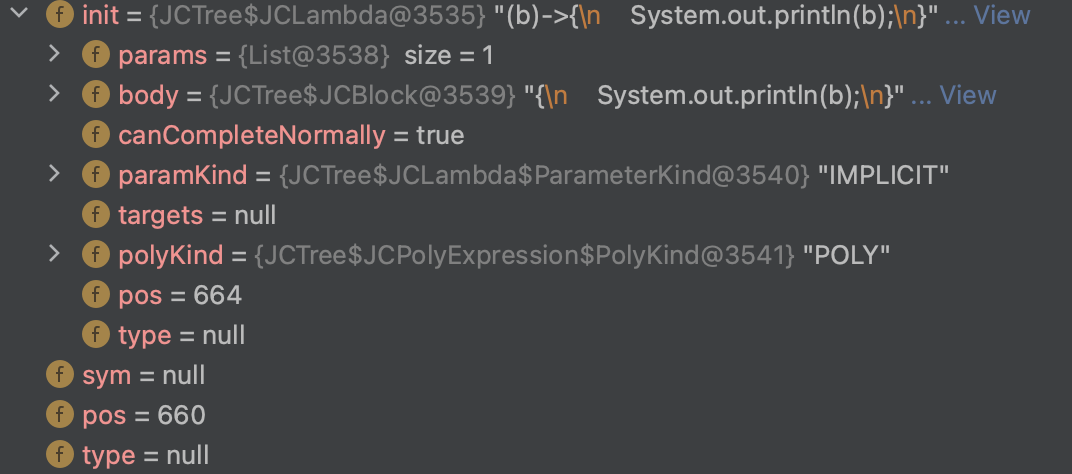 f init = {JCTree$JCLambda@3535} "(b)->{\n    System.out.println(b);\n}" ... View
f params = {List@3538}  size = 1
f body = {JCTree$JCBlock@3539} "{\n    System.out.println(b);\n}" ... View
f canCompleteNormally = true
f paramKind = {JCTree$JCLambda$ParameterKind@3540} "IMPLICIT"
f targets = null
f polyKind = {JCTree$JCPolyExpression$PolyKind@3541} "POLY"
f pos = 664
f type = null
f sym = null
f pos = 660
f type = null